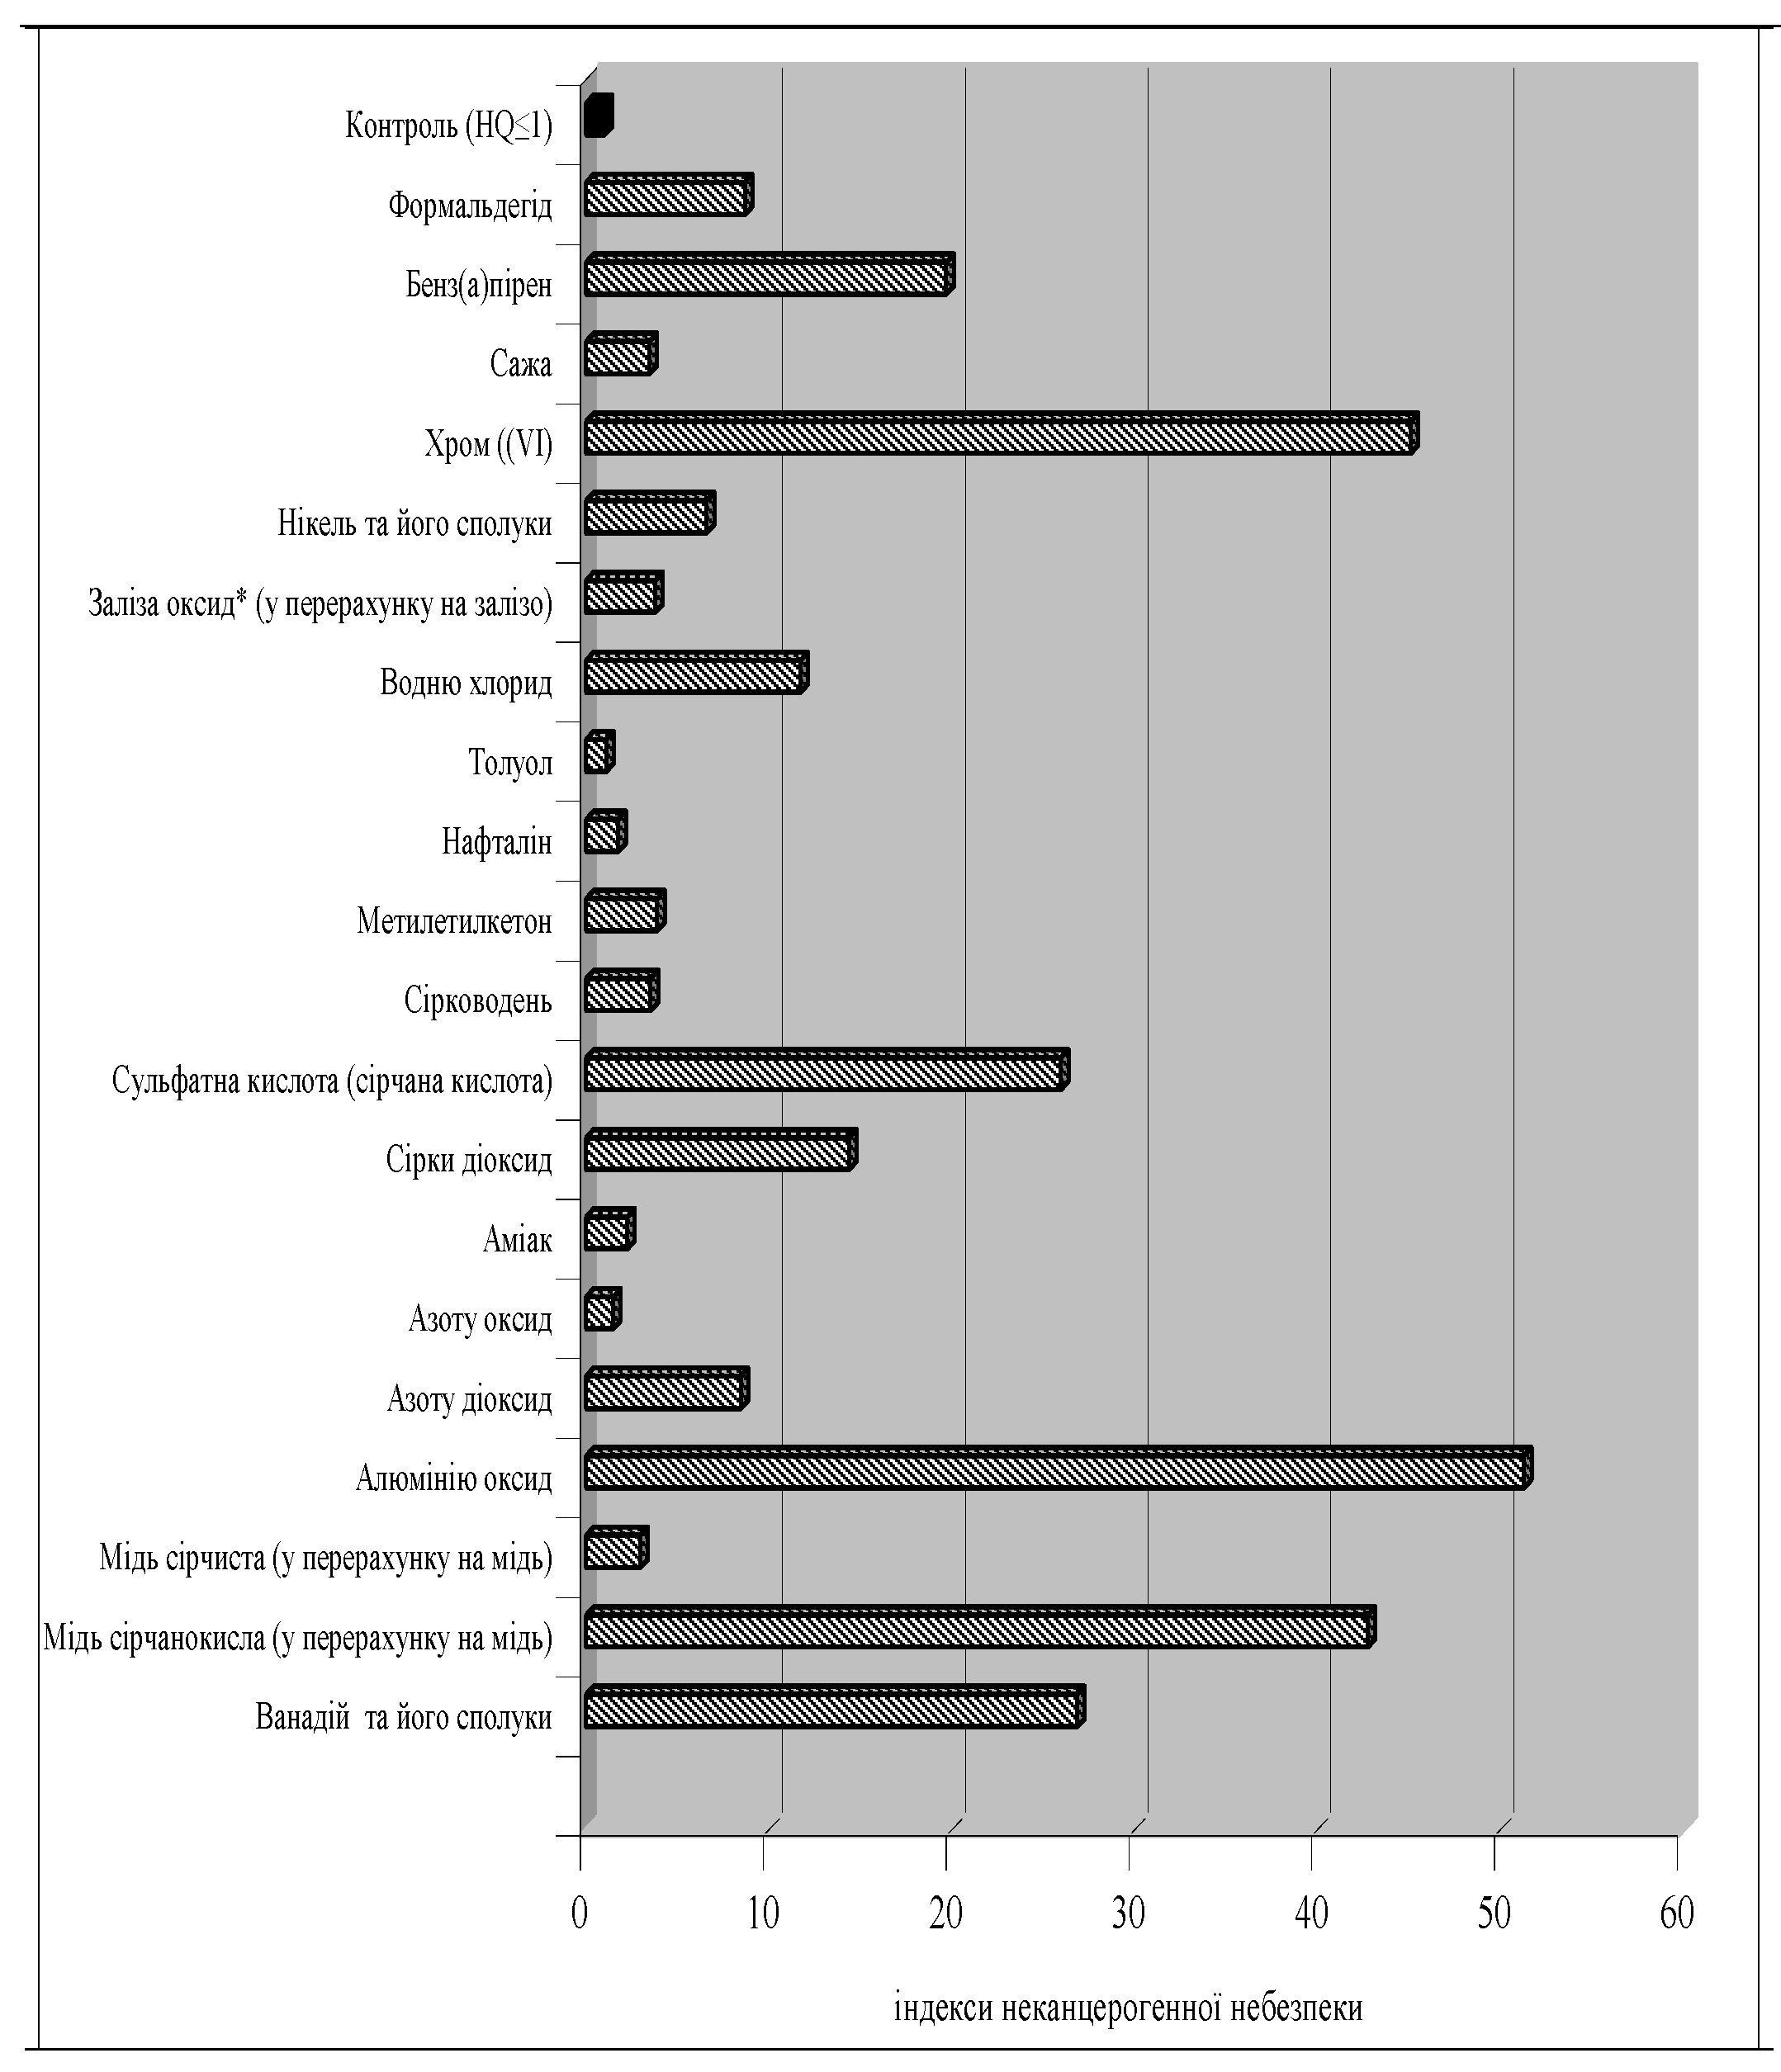 Контроль (HQ≤1)
Формальдегід
Бенз(а)пірен
Сажа
Хром ((VI)
Нікель та його сполуки
Заліза оксид* (у перерахунку на залізо)
Водню хлорид
Толуол
Нафталін
Метилетилкетон
Сірководень
Сульфатна кислота (сірчана кислота)
Сірки діоксид
Аміак
Азоту оксид
Азоту діоксид
Алюмінію оксид
Мідь сірчиста (у перерахунку на мідь)
Мідь сірчанокисла (у перерахунку на мідь)
Ванадій та його сполуки
0 10 20 30 40 50 60
індекси неканцерогенної небезпеки